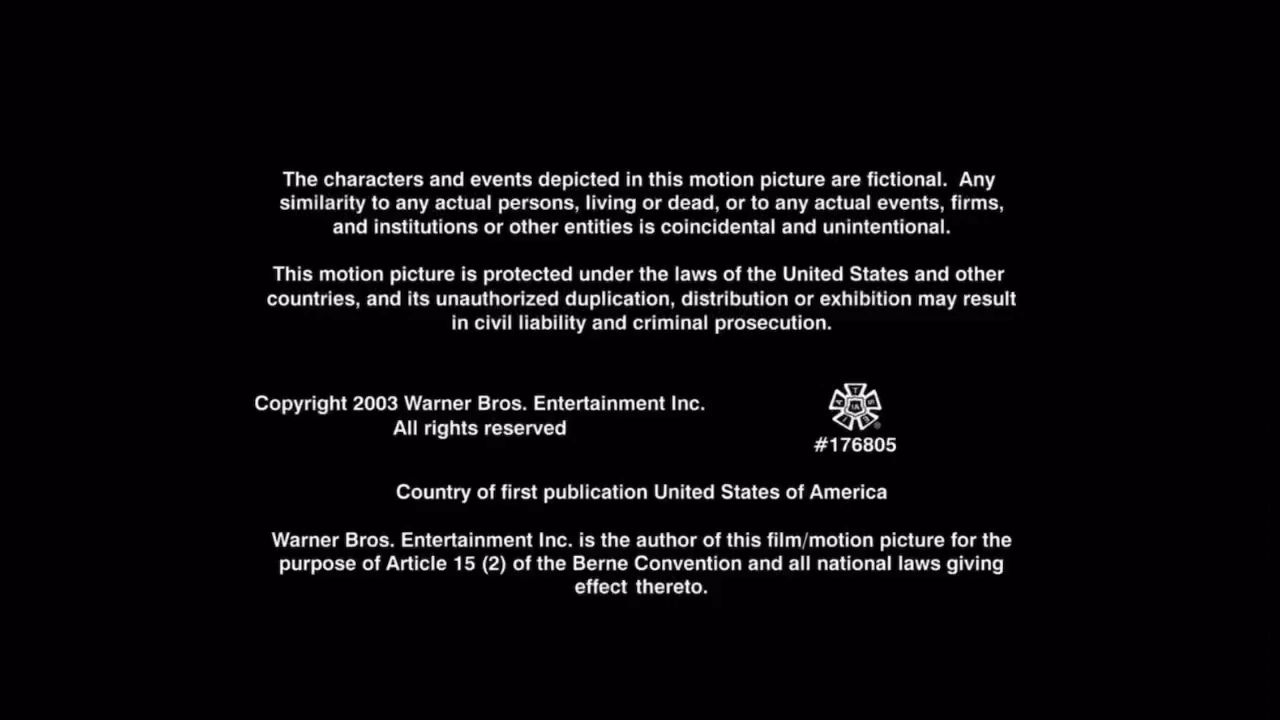 The characters and events depicted in this motion picture are fictional.  Any
similarity to any actual persons, living or dead, or to any actual events, firms,
and institutions or other entities is coincidental and unintentional.
This motion picture is protected under the laws of the United States and other
countries, and its unauthorized duplication, distribution or exhibition may result
in civil liability and criminal prosecution.
Copyright 2003 Warner Bros. Entertainment Inc.
All rights reserved
I A T S E
#176805
Country of first publication United States of America
Warner Bros. Entertainment Inc. is the author of this film/motion picture for the
purpose of Article 15 (2) of the Berne Convention and all national laws giving
effect thereto.